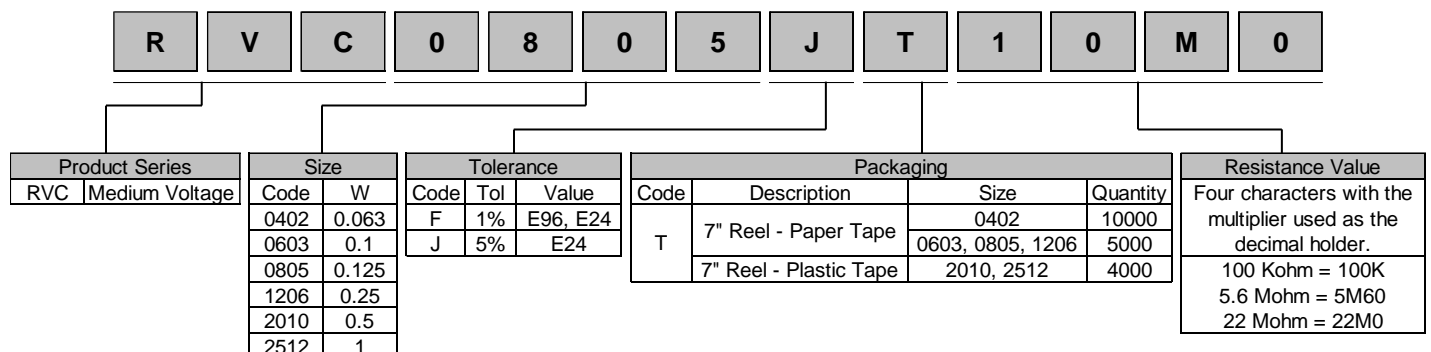 R V C 0 8 0 5 J T 1 0 M 0
Product Series
RVC Medium Voltage
Size
Code W
0402 0.063
0603 0.1
0805 0.125
1206 0.25
2010 0.5
2512 1
Tolerance
Code Tol Value
F 1% E96, E24
J 5% E24
Packaging
Code Description Size Quantity
T 7" Reel - Paper Tape 0402 10000
0603, 0805, 1206 5000
7" Reel - Plastic Tape 2010, 2512 4000
Resistance Value
Four characters with the
multiplier used as the
decimal holder.
100 Kohm = 100K
5.6 Mohm = 5M60
22 Mohm = 22M0